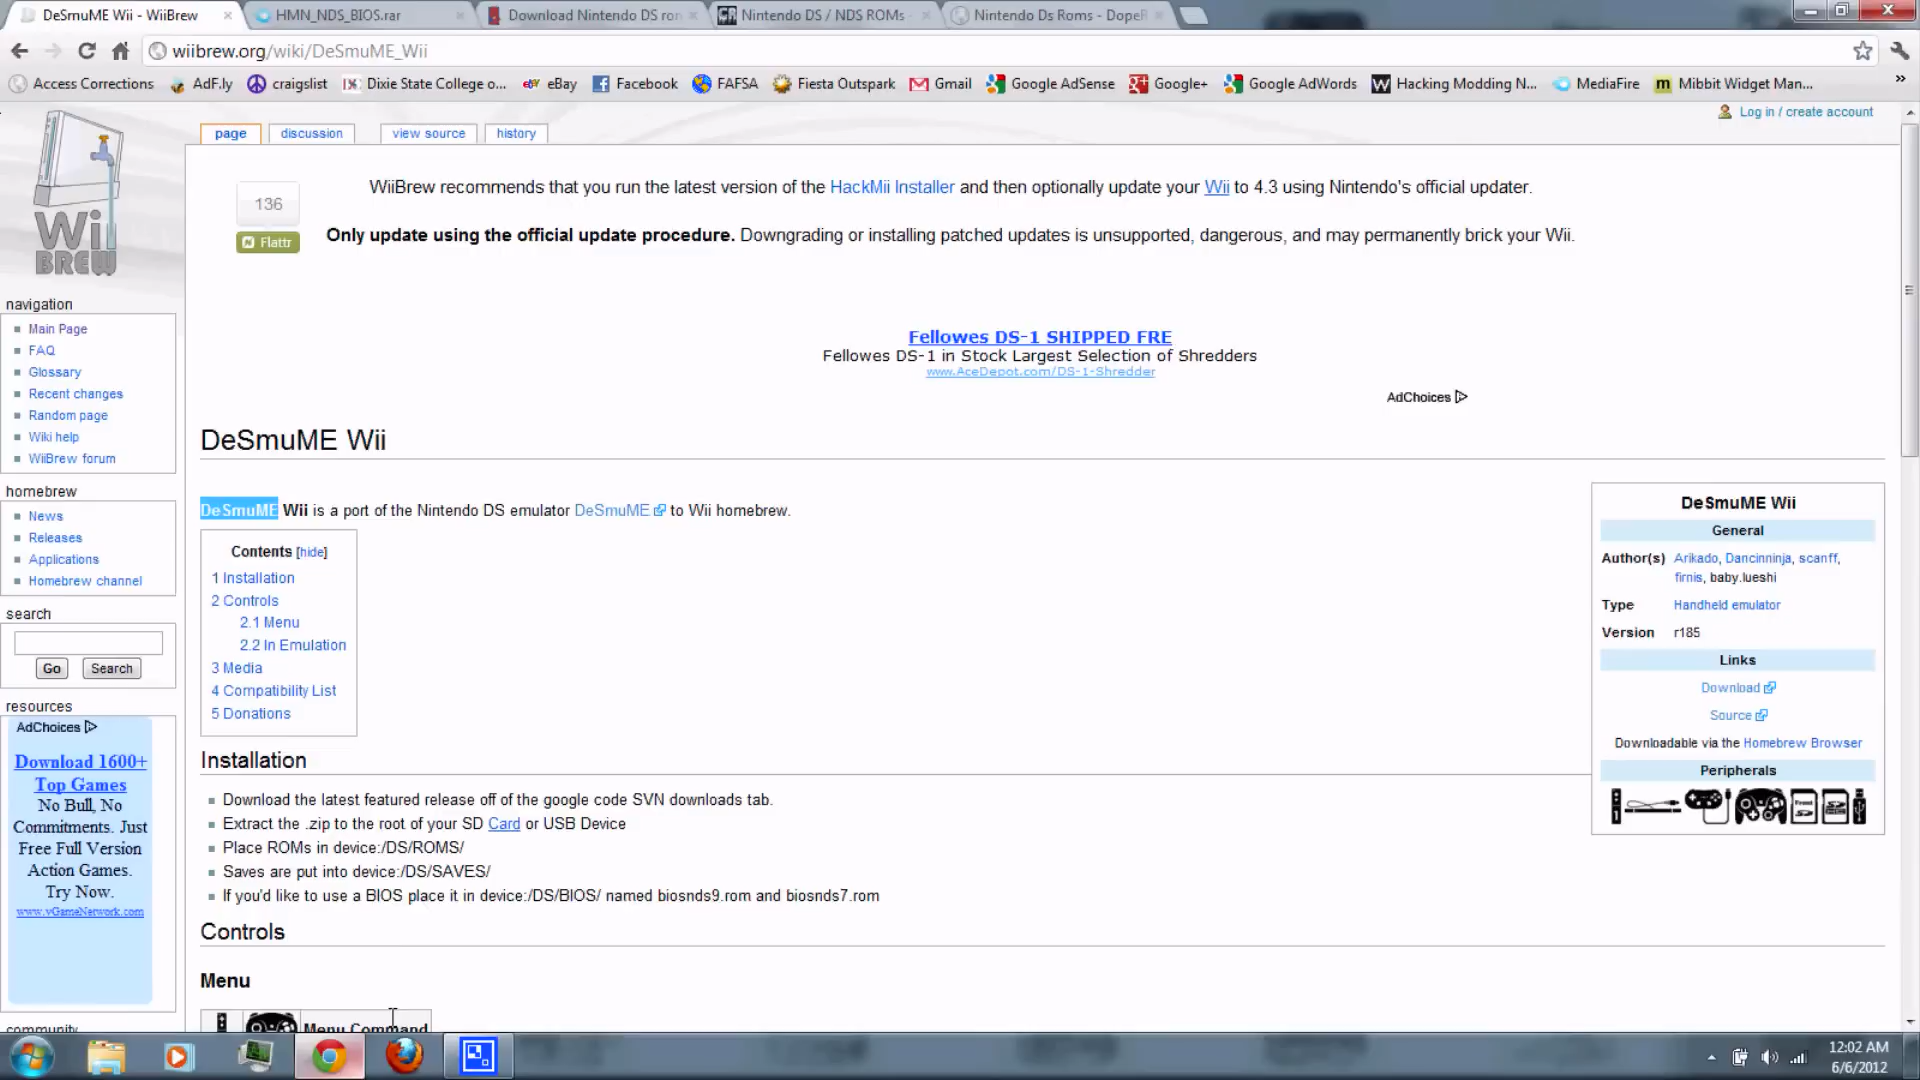 DeSmuME Wii - WiiBrew
HMN_NDS_BIOS.rar
Download Nintendo DS ron
Nintendo DS / NDS ROMs -
Nintendo Ds Roms - DopeR
wiibrew.org/wiki/DeSmuME_Wii
Access Corrections
AdF.ly
craigslist
Dixie State College o...
eBay
Facebook
FAFSA
Fiesta Outspark
Gmail
Google AdSense
Google+
Google AdWords
Hacking Modding N...
MediaFire
Mibbit Widget Man...
Log in / create account
page
discussion
view source
history
Wii
BREW
136
Flattr
WiiBrew recommends that you run the latest version of the HackMii Installer and then optionally update your Wii to 4.3 using Nintendo's official updater.
Only update using the official update procedure. Downgrading or installing patched updates is unsupported, dangerous, and may permanently brick your Wii.
Fellowes DS-1 SHIPPED FRE
Fellowes DS-1 in Stock Largest Selection of Shredders
www.AceDepot.com/DS-1-Shredder
AdChoices
navigation
Main Page
FAQ
Glossary
Recent changes
Random page
Wiki help
WiiBrew forum
homebrew
News
Releases
Applications
Homebrew channel
search
Go
Search
resources
AdChoices
Download 1600+
Top Games
No Bull, No
Commitments. Just
Free Full Version
Action Games.
Try Now.
www.vGameNetwork.com
community
DeSmuME Wii
DeSmuME Wii is a port of the Nintendo DS emulator DeSmuME to Wii homebrew.
Contents [hide]
1 Installation
2 Controls
2.1 Menu
2.2 In Emulation
3 Media
4 Compatibility List
5 Donations
Installation
Download the latest featured release off of the google code SVN downloads tab.
Extract the .zip to the root of your SD Card or USB Device
Place ROMs in device:/DS/ROMS/
Saves are put into device:/DS/SAVES/
If you'd like to use a BIOS place it in device:/DS/BIOS/ named biosnds9.rom and biosnds7.rom
Controls
Menu
Menu Command
DeSmuME Wii
General
Author(s) Arikado, Dancinninja, scanff,
firnis, baby.lueshi
Type Handheld emulator
Version r185
Links
Download
Source
Downloadable via the Homebrew Browser
Peripherals
12:02 AM
6/6/2012